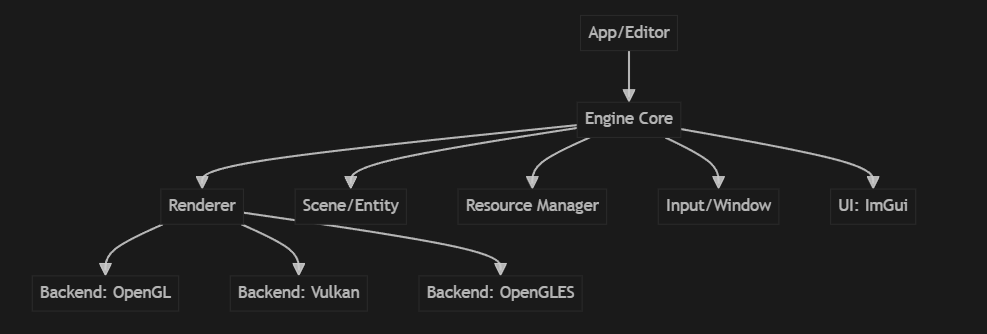 App/Editor
Engine Core
Renderer
Scene/Entity
Resource Manager
Input/Window
UI: ImGui
Backend: OpenGL
Backend: Vulkan
Backend: OpenGLES